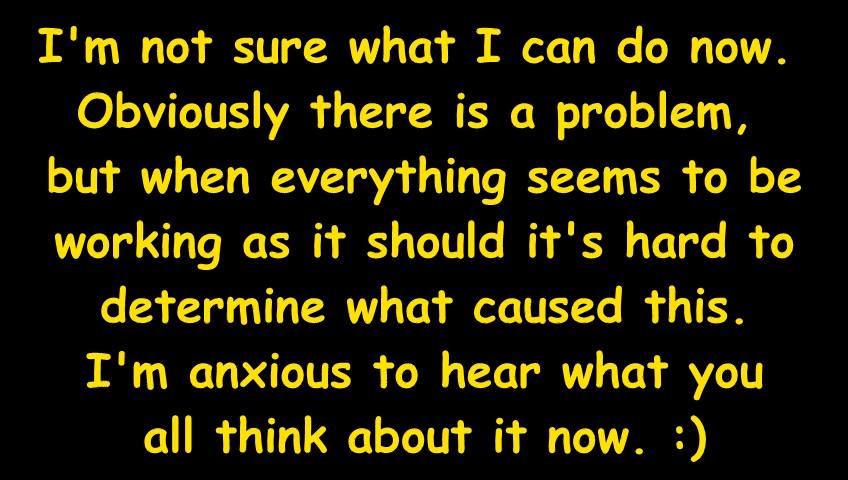 I'm not sure what I can do now.
Obviously there is a problem,
but when everything seems to be
working as it should it's hard to
determine what caused this.
I'm anxious to hear what you
all think about it now. :)